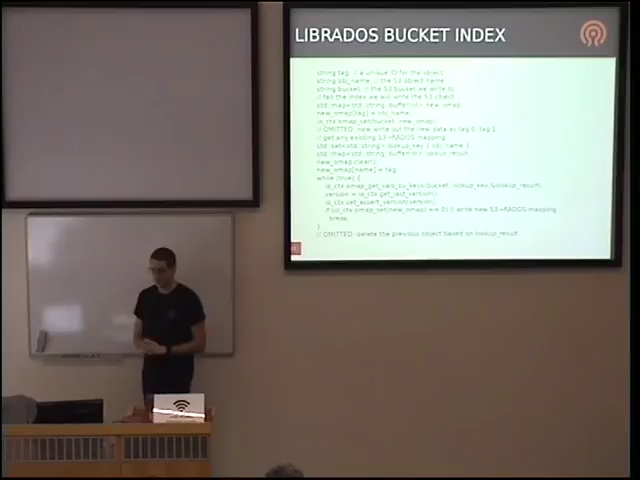 LIBRADOS BUCKET INDEX
string tag; // a unique ID for the object
string obj_name; // the S3 object name
string bucket; // the S3 bucket we write to
// tell the index we will write the S3 object
std::map<std::string, bufferlist> new_omap;
new_omap[tag] = obj_name;
io_ctx.omap_set(bucket, new_omap);
// OMITTED: now write out the new data as tag.0, tag.1
// get any existing S3->RADOS mapping
std::set<std::string> lookup_key { obj_name }
std::map<std::string, bufferlist> lookup_result
new_omap.clear()
new_omap[name] = tag
while (true) {
io_ctx.omap_get_vals_by_keys(bucket, lookup_key, &lookup_result)
version = io_ctx.get_last_version()
io_ctx.set_assert_version(version)
if (io_ctx.omap_set(new_omap) == 0) // write new S3->RADOS mapping
break;
}
// OMITTED: delete the previous object based on lookup_result